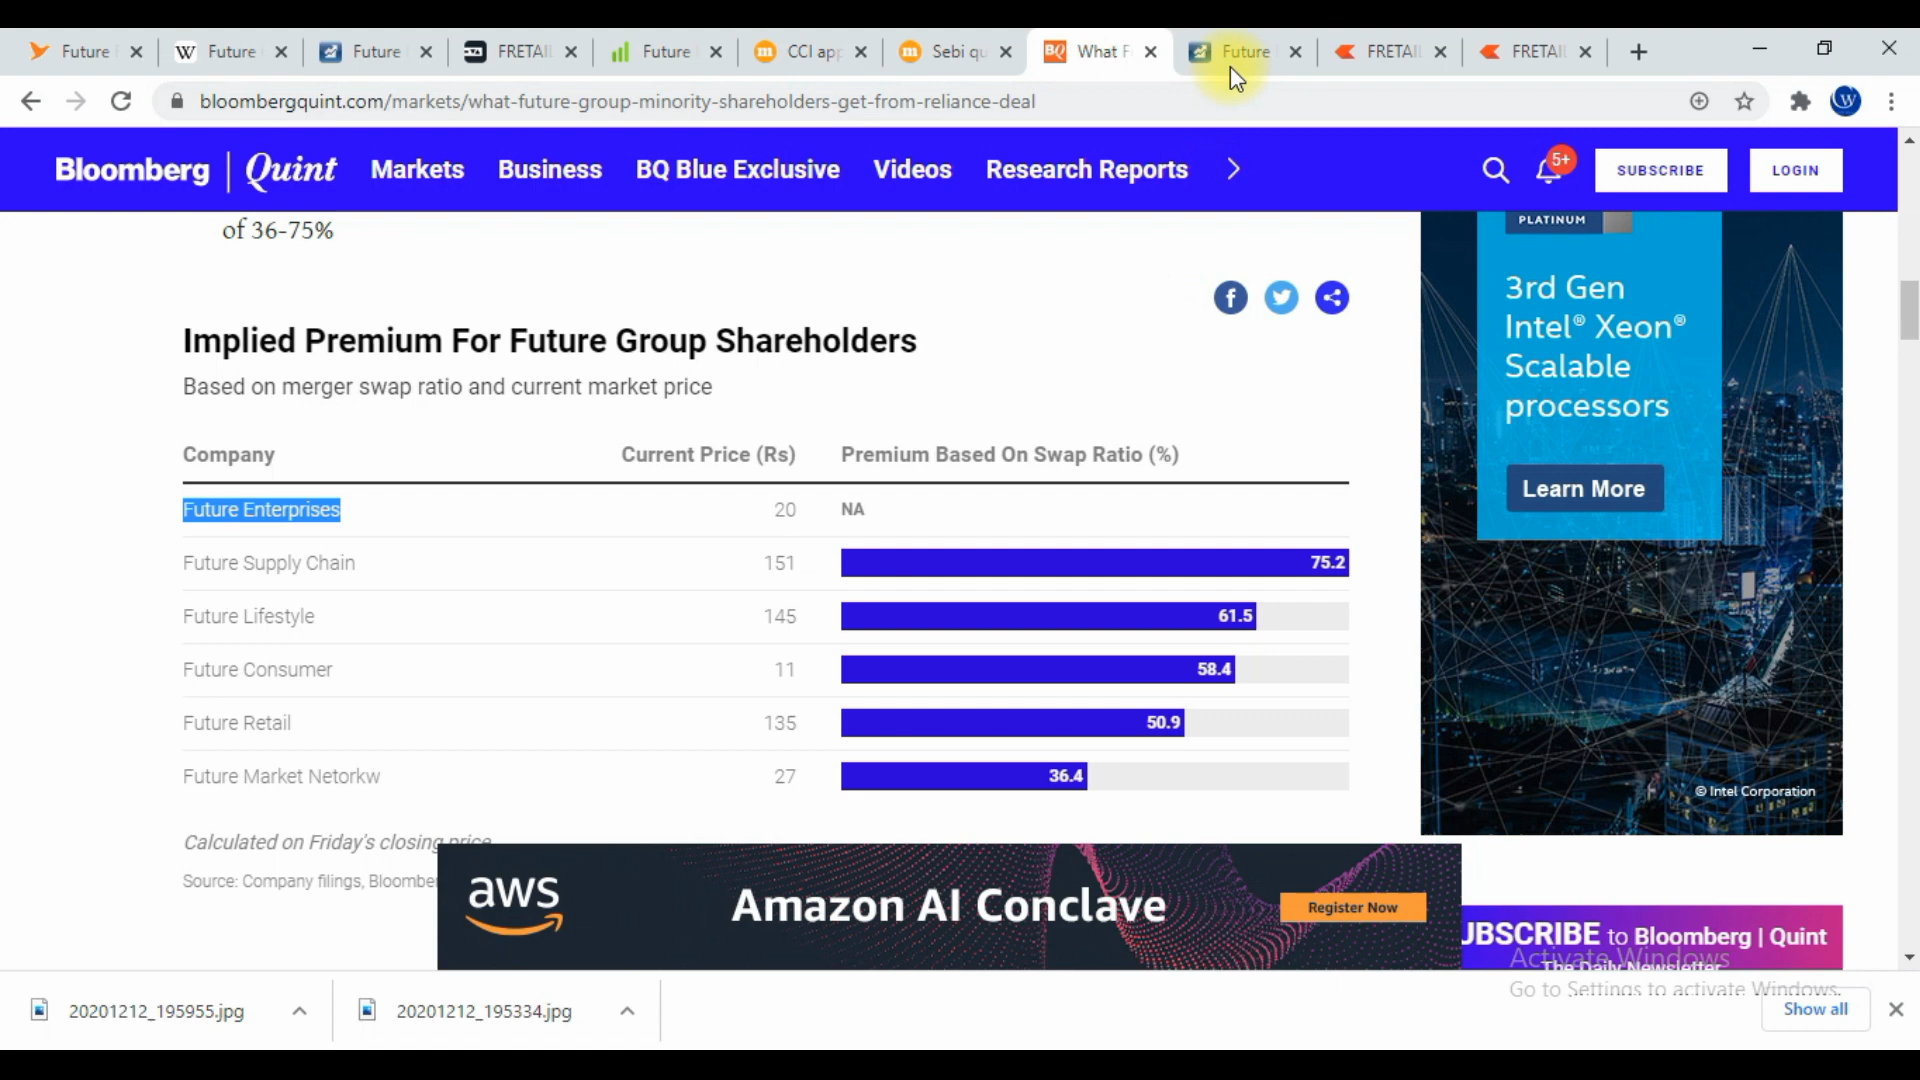 Future
Future
Future
FRETAIL
Future
CCI app
Sebi qu
What F
Future
FRETAIL
FRETAIL
bloombergquint.com/markets/what-future-group-minority-shareholders-get-from-reliance-deal
Bloomberg | Quint
Markets
Business
BQ Blue Exclusive
Videos
Research Reports
5+
SUBSCRIBE
LOGIN
of 36-75%
Implied Premium For Future Group Shareholders
Based on merger swap ratio and current market price
Company Current Price (Rs) Premium Based On Swap Ratio (%)
Future Enterprises 20 NA
Future Supply Chain 151 75.2
Future Lifestyle 145 61.5
Future Consumer 11 58.4
Future Retail 135 50.9
Future Market Netorkw 27 36.4
Calculated on Friday's closing price
Source: Company filings, Bloomber
PLATINUM
3rd Gen
Intel® Xeon®
Scalable
processors
Learn More
© Intel Corporation
aws
Amazon AI Conclave
Register Now
UBSCRIBE to Bloomberg | Quint
The Daily Newsletter
Activate Windows
Go to Settings to activate Windows.
20201212_195955.jpg
20201212_195334.jpg
Show all